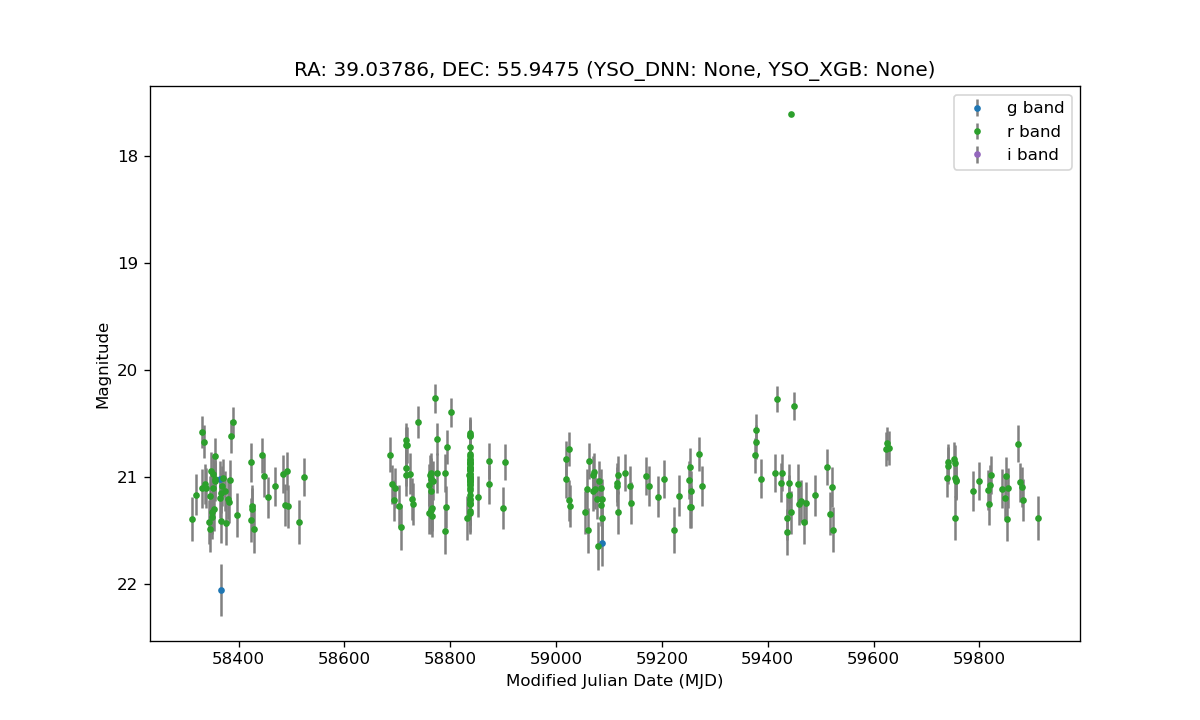 RA: 39.03786, DEC: 55.9475 (YSO_DNN: None, YSO_XGB: None)
g band
r band
i band
18
19
20
21
22
Magnitude
58400 58600 58800 59000 59200 59400 59600 59800
Modified Julian Date (MJD)